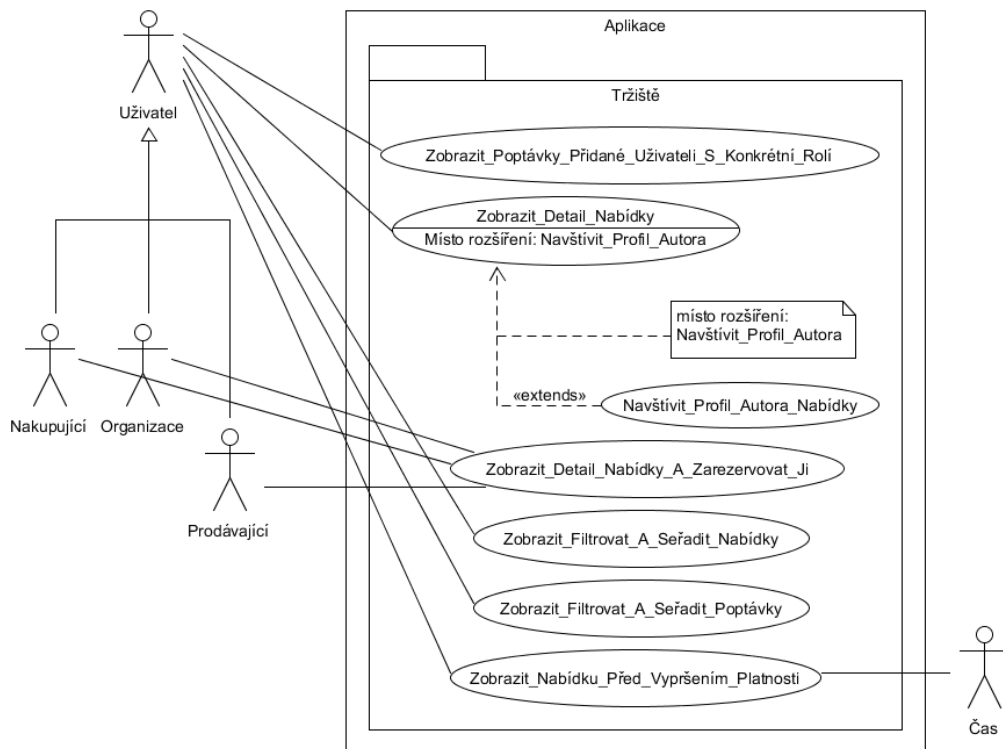 Aplikace
Tržiště
Uživatel
Zobrazit_Poptávky_Přidané_Uživateli_S_Konkrétní_Rolí
Zobrazit_Detail_Nabídky
Místo rozšíření: Navštívit_Profil_Autora
místo rozšíření:
Navštívit_Profil_Autora
«extends»
Navštívit_Profil_Autora_Nabídky
Nakupující
Organizace
Zobrazit_Detail_Nabídky_A_Zarezervovat_Ji
Prodávající
Zobrazit_Filtrovat_A_Seřadit_Nabídky
Zobrazit_Filtrovat_A_Seřadit_Poptávky
Zobrazit_Nabídku_Před_Vypršením_Platnosti
Čas